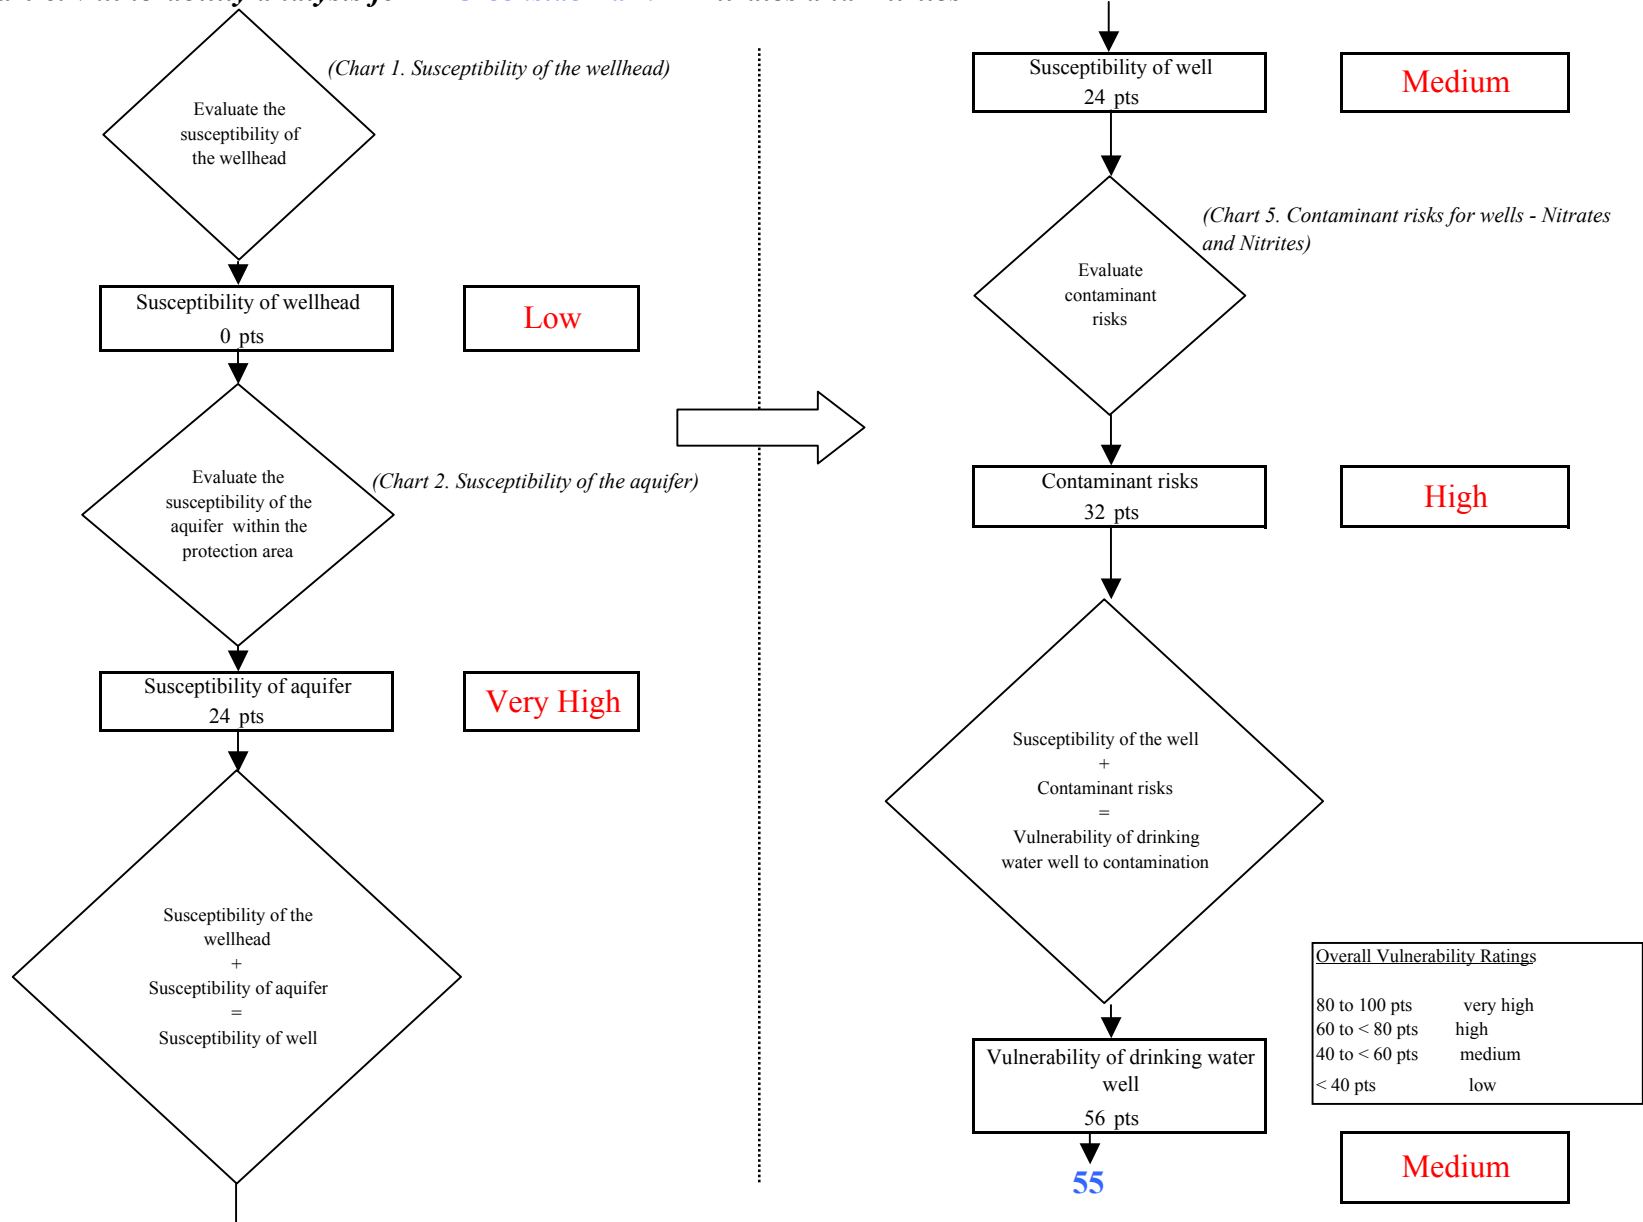 (Chart 1. Susceptibility of the wellhead)
Evaluate the
susceptibility of
the wellhead
Susceptibility of wellhead
0 pts
Low
Evaluate the
susceptibility of the
aquifer within the
protection area
(Chart 2. Susceptibility of the aquifer)
Susceptibility of aquifer
24 pts
Very High
Susceptibility of the
wellhead
+
Susceptibility of aquifer
=
Susceptibility of well
Susceptibility of well
24 pts
Medium
(Chart 5. Contaminant risks for wells - Nitrates
and Nitrites)
Evaluate
contaminant
risks
Contaminant risks
32 pts
High
Susceptibility of the well
+
Contaminant risks
=
Vulnerability of drinking
water well to contamination
Overall Vulnerability Ratings
80 to 100 pts very high
60 to < 80 pts high
40 to < 60 pts medium
< 40 pts low
Vulnerability of drinking water
well
56 pts
55
Medium